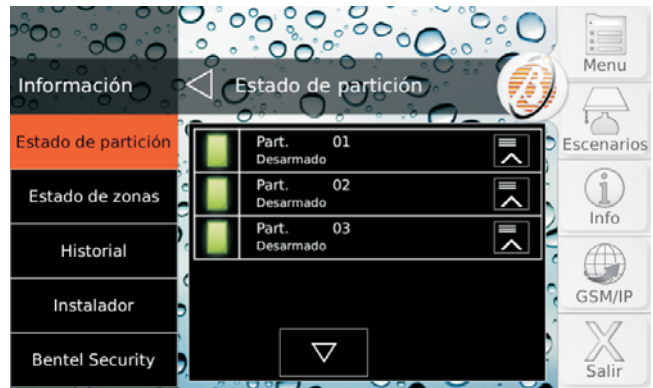 Información
Estado de partición
Menu
Estado de partición
Estado de zonas
Historial
Instalador
Bentel Security
Part. 01
Desarmado
Part. 02
Desarmado
Part. 03
Desarmado
Escenarios
Info
GSM/IP
Salir